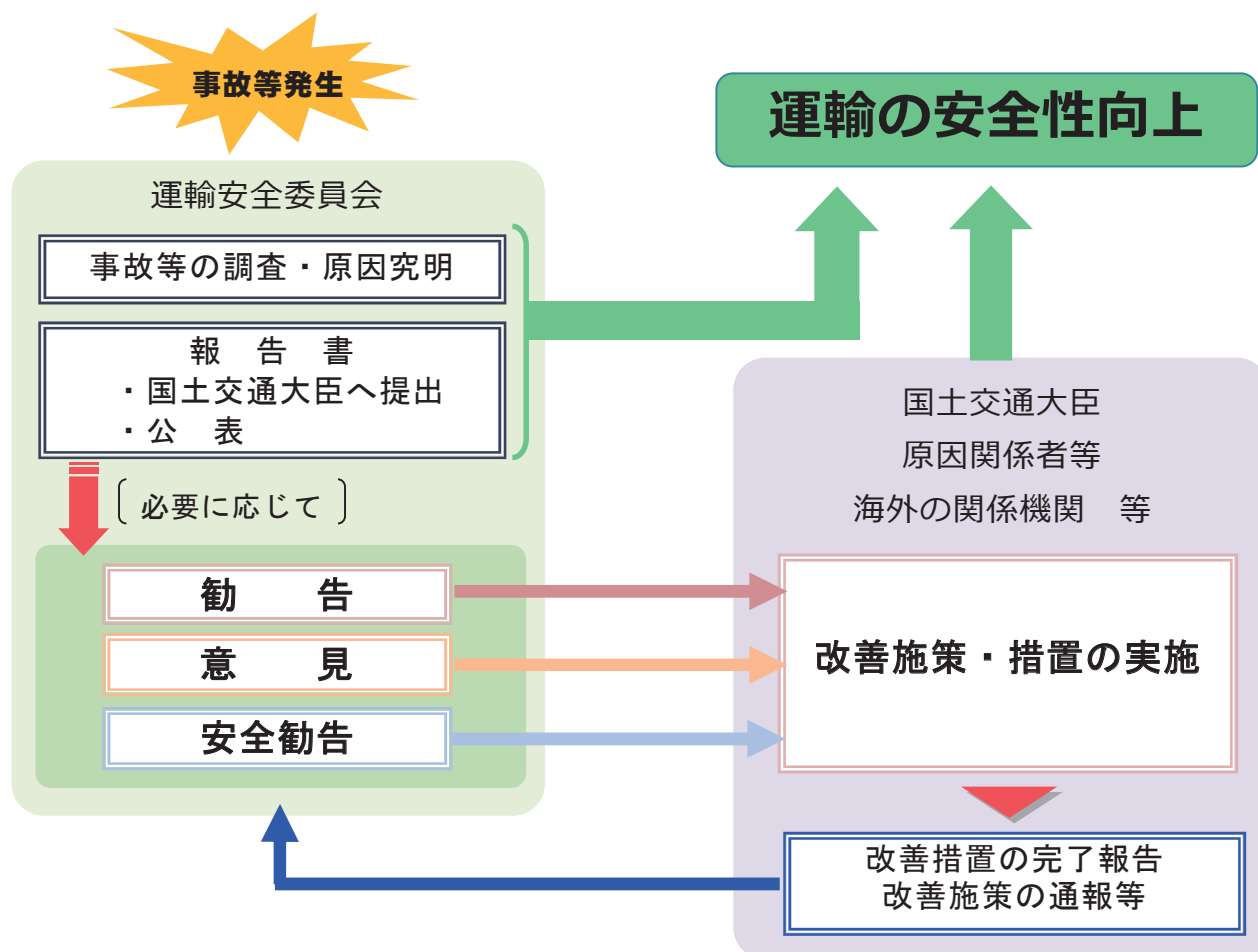 事故等発生
運輸の安全性向上
運輸安全委員会
事故等の調査・原因究明
報　告　書
・国土交通大臣へ提出
・公　表
〔 必要に応じて 〕
勧　　告
意　　見
安全勧告
国土交通大臣
原因関係者等
海外の関係機関　等
改善施策・措置の実施
改善措置の完了報告
改善施策の通報等